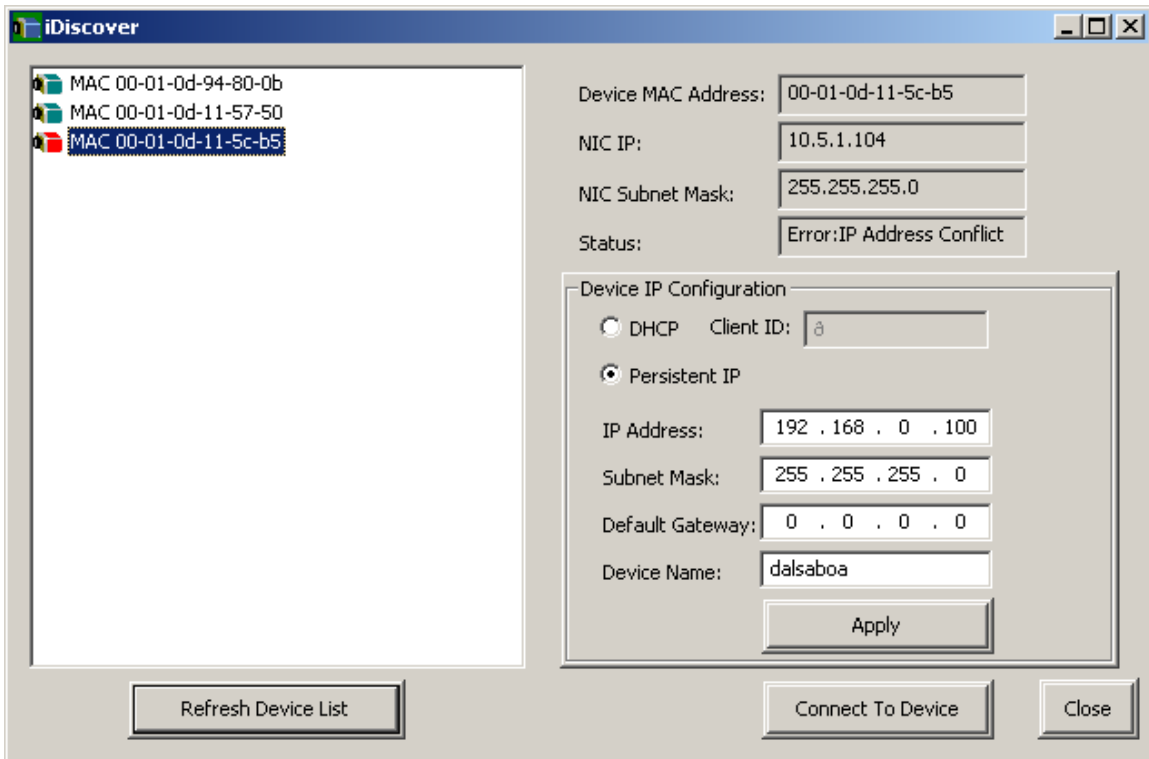 iDiscover
MAC 00-01-0d-94-80-0b
MAC 00-01-0d-11-57-50
MAC 00-01-0d-11-5c-b5
Device MAC Address: 00-01-0d-11-5c-b5
NIC IP: 10.5.1.104
NIC Subnet Mask: 255.255.255.0
Status: Error:IP Address Conflict
Device IP Configuration
DHCP Client ID: a
Persistent IP
IP Address: 192 . 168 . 0 . 100
Subnet Mask: 255 . 255 . 255 . 0
Default Gateway: 0 . 0 . 0 . 0
Device Name: dalsaboa
Apply
Refresh Device List
Connect To Device
Close